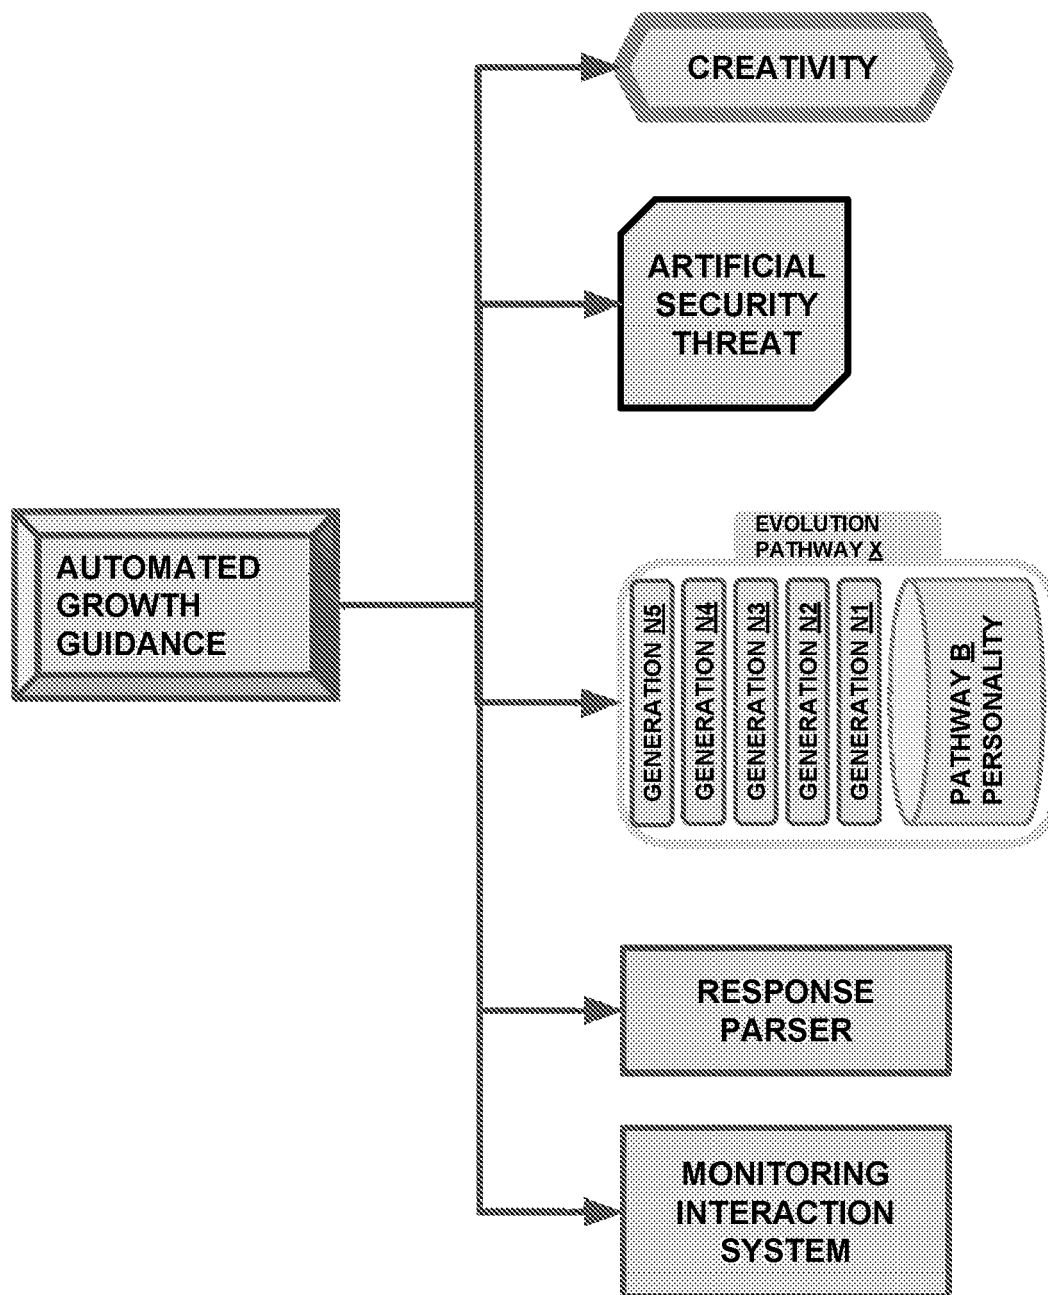 CREATIVITY
ARTIFICIAL
SECURITY
THREAT
AUTOMATED
GROWTH
GUIDANCE
EVOLUTION
PATHWAY X
GENERATION N5
GENERATION N4
GENERATION N3
GENERATION N2
GENERATION N1
PATHWAY B
PERSONALITY
RESPONSE
PARSER
MONITORING
INTERACTION
SYSTEM